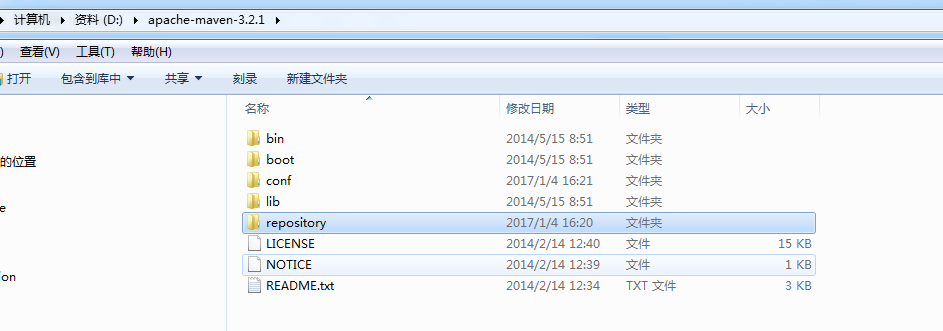 计算机 资料 (D:) apache-maven-3.2.1
) 查看(V) 工具(T) 帮助(H)
打开 包含到库中 共享 刻录 新建文件夹
名称 修改日期 类型 大小
bin 2014/5/15 8:51 文件夹
boot 2014/5/15 8:51 文件夹
的位置
conf 2017/1/4 16:21 文件夹
lib 2014/5/15 8:51 文件夹
e
repository 2017/1/4 16:20 文件夹
LICENSE 2014/2/14 12:40 文件 15 KB
NOTICE 2014/2/14 12:39 文件 1 KB
ion
README.txt 2014/2/14 12:34 TXT 文件 3 KB